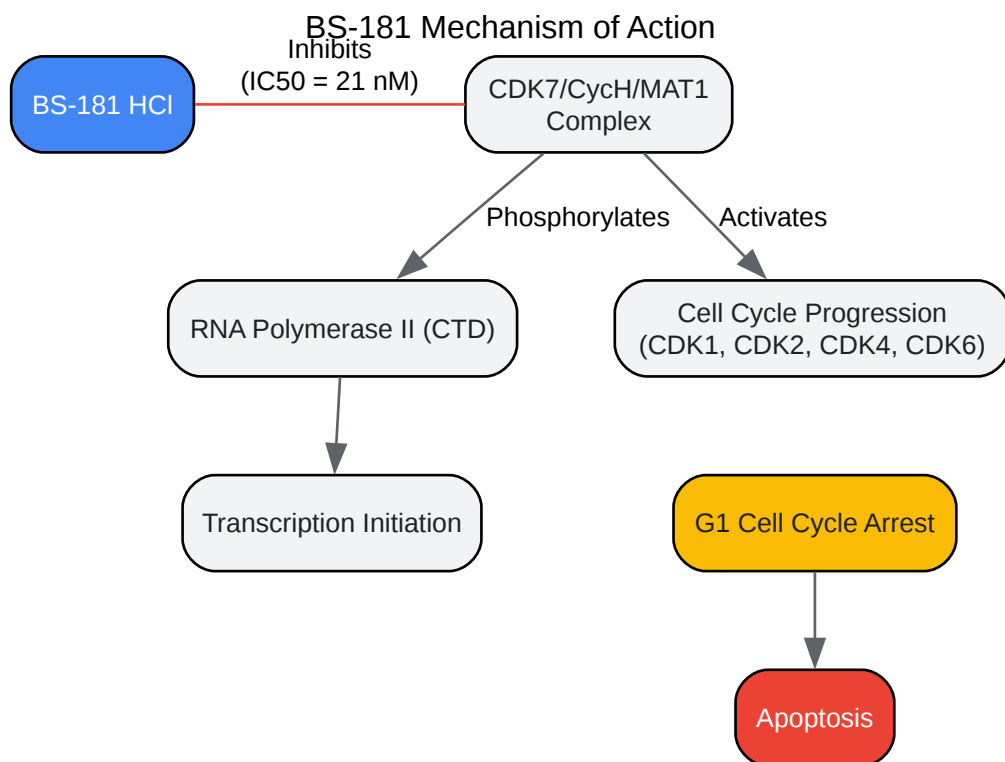 BS-181 Mechanism of Action
Inhibits
(IC50 = 21 nM)
BS-181 HCl
CDK7/CycH/MAT1
Complex
Phosphorylates
Activates
RNA Polymerase II (CTD)
Cell Cycle Progression
(CDK1, CDK2, CDK4, CDK6)
Transcription Initiation
G1 Cell Cycle Arrest
Apoptosis